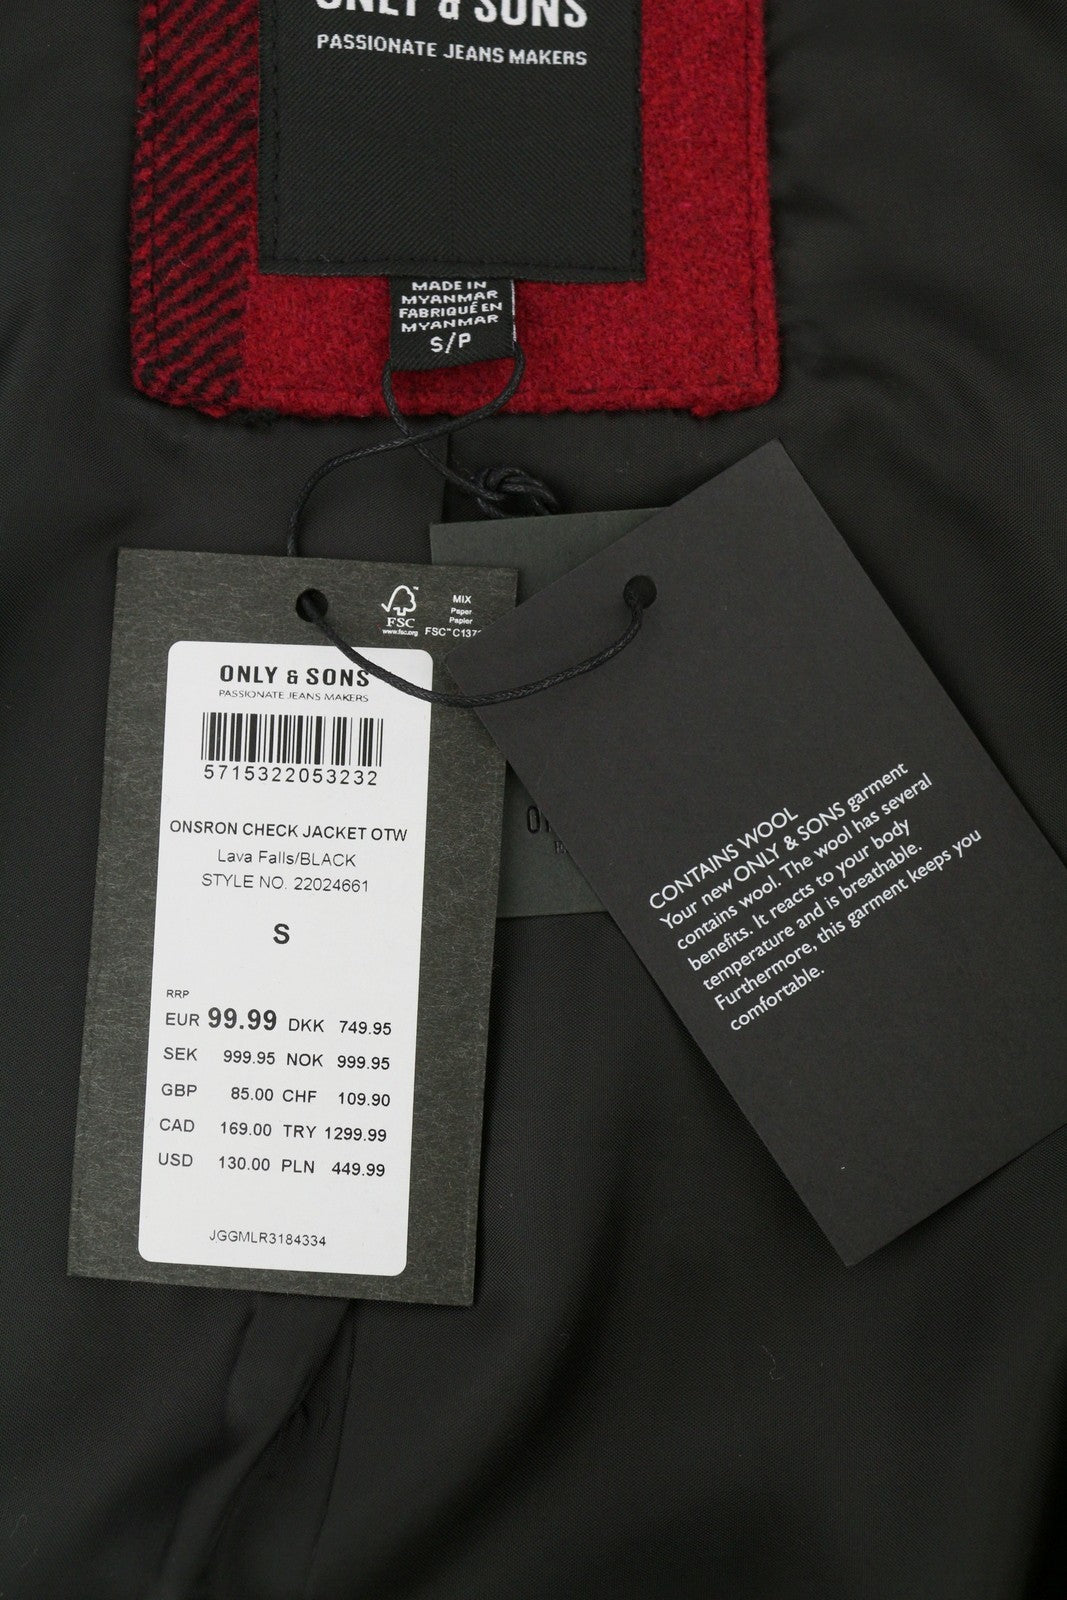 ONLY & SONS
PASSIONATE JEANS MAKERS
MADE IN
MYANMAR
FABRIQUÉ EN
MYANMAR
S/P
FSC
www.fsc.org
MIX
Paper
Papier
ONLY & SONS
PASSIONATE JEANS MAKERS
5715322053232
ONSRON CHECK JACKET OTW
Lava Falls/BLACK
STYLE NO. 22024661
S
RRP
EUR 99.99 DKK 749.95
SEK 999.95 NOK 999.95
GBP 85.00 CHF 109.90
CAD 169.00 TRY 1299.99
USD 130.00 PLN 449.99
JGGMLR3184334
CONTAINS WOOL
Your new ONLY & SONS garment
contains wool. The wool has several
benefits. It reacts to your body
temperature and is breathable.
Furthermore, this garment keeps you
comfortable.